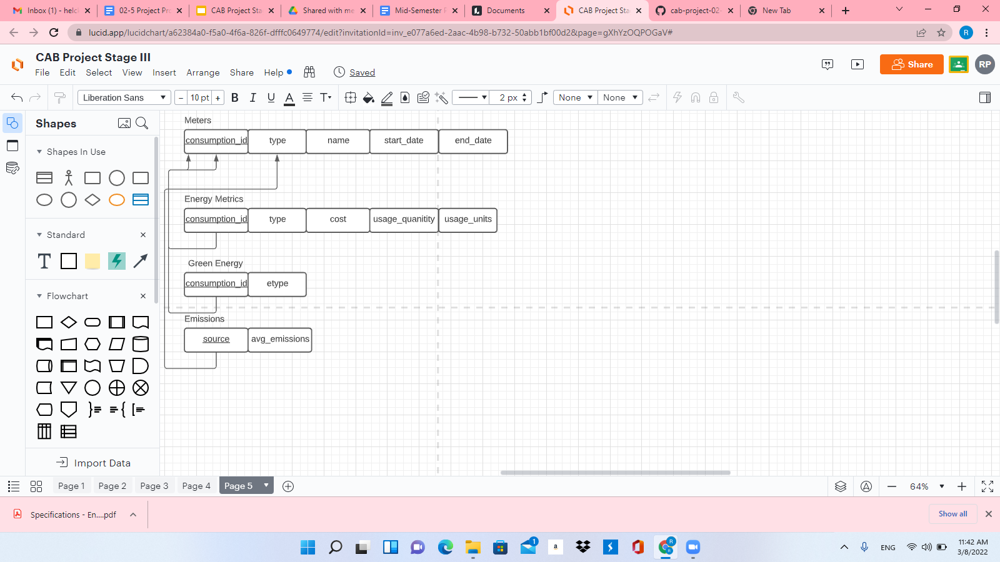 Inbox (1) - helc
02-5 Project Pro
CAB Project Sta
Shared with me
Mid-Semester F
Documents
CAB Project Sta
cab-project-02-
New Tab
lucid.app/lucidchart/a62384a0-f5a0-4f6a-826f-dfffc0649774/edit?invitationId=inv_e077a6ed-2aac-4b98-b732-50abb1bf00d2&page=gXhYzOQPOGaV#
R
CAB Project Stage III
File Edit Select View Insert Arrange Share Help Saved
Share
RP
Liberation Sans
− 10 pt +
B I U A T
2 px
None
None
Shapes
Shapes In Use
Standard
T
Flowchart
Import Data
Meters
consumption_id type name start_date end_date
Energy Metrics
consumption_id type cost usage_quanitity usage_units
Green Energy
consumption_id etype
Emissions
source avg_emissions
Page 1 Page 2 Page 3 Page 4 Page 5
64%
Specifications - En....pdf
Show all
1
a
R
R
ENG
11:42 AM
3/8/2022